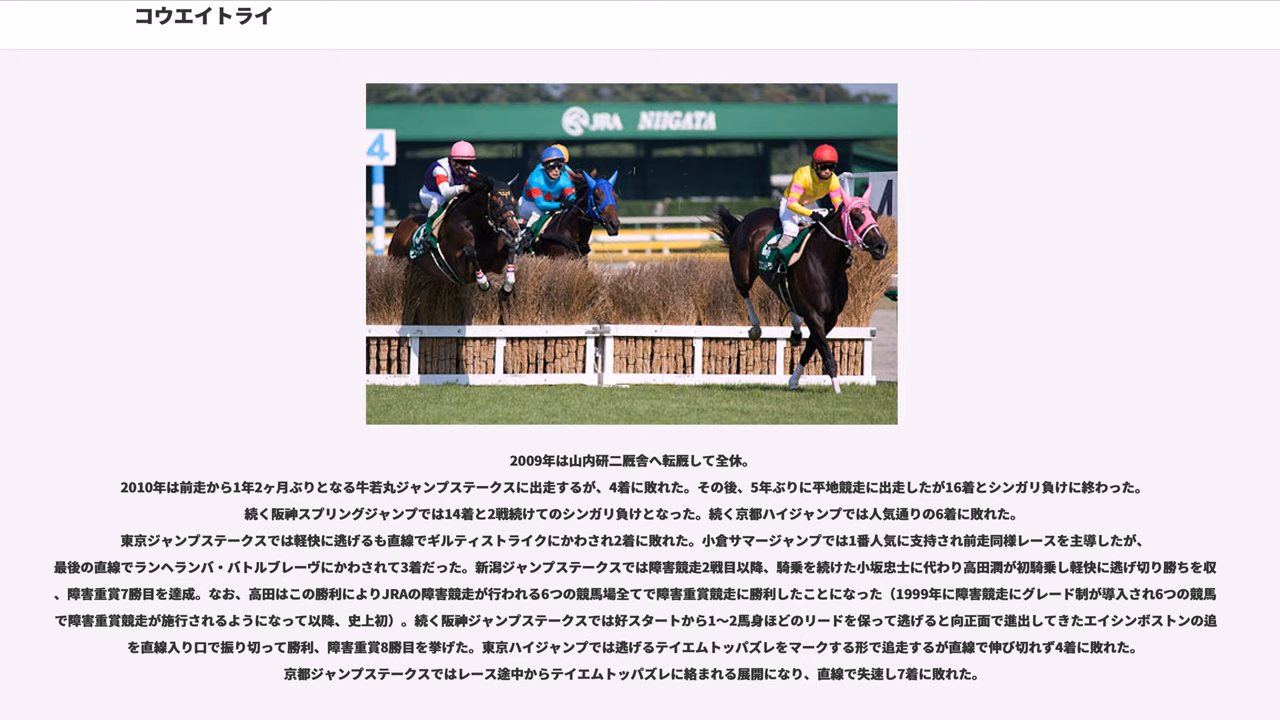 コウエイトライ
4
JRA NIIGATA
4
2009年は山内研二厩舎へ転厩して全休。
2010年は前走から1年2ヶ月ぶりとなる牛若丸ジャンプステークスに出走するが、4着に敗れた。その後、5年ぶりに平地競走に出走したが16着とシンガリ負けに終わった。
続く阪神スプリングジャンプでは14着と2戦続けてのシンガリ負けとなった。続く京都ハイジャンプでは人気通りの6着に敗れた。
東京ジャンプステークスでは軽快に逃げるも直線でギルティストライクにかわされ2着に敗れた。小倉サマージャンプでは1番人気に支持され前走同様レースを主導したが、
最後の直線でランヘランバ・バトルブレーヴにかわされて3着だった。新潟ジャンプステークスでは障害競走2戦目以降、騎乗を続けた小坂忠士に代わり高田潤が初騎乗し軽快に逃げ切り勝ちを収
、障害重賞7勝目を達成。なお、高田はこの勝利によりJRAの障害競走が行われる6つの競馬場全てで障害重賞競走に勝利したことになった（1999年に障害競走にグレード制が導入され6つの競馬
で障害重賞競走が施行されるようになって以降、史上初）。続く阪神ジャンプステークスでは好スタートから1〜2馬身ほどのリードを保って逃げると向正面で進出してきたエイシンボストンの追
を直線入り口で振り切って勝利、障害重賞8勝目を挙げた。東京ハイジャンプでは逃げるテイエムトッパズレをマークする形で追走するが直線で伸び切れず4着に敗れた。
京都ジャンプステークスではレース途中からテイエムトッパズレに絡まれる展開になり、直線で失速し7着に敗れた。